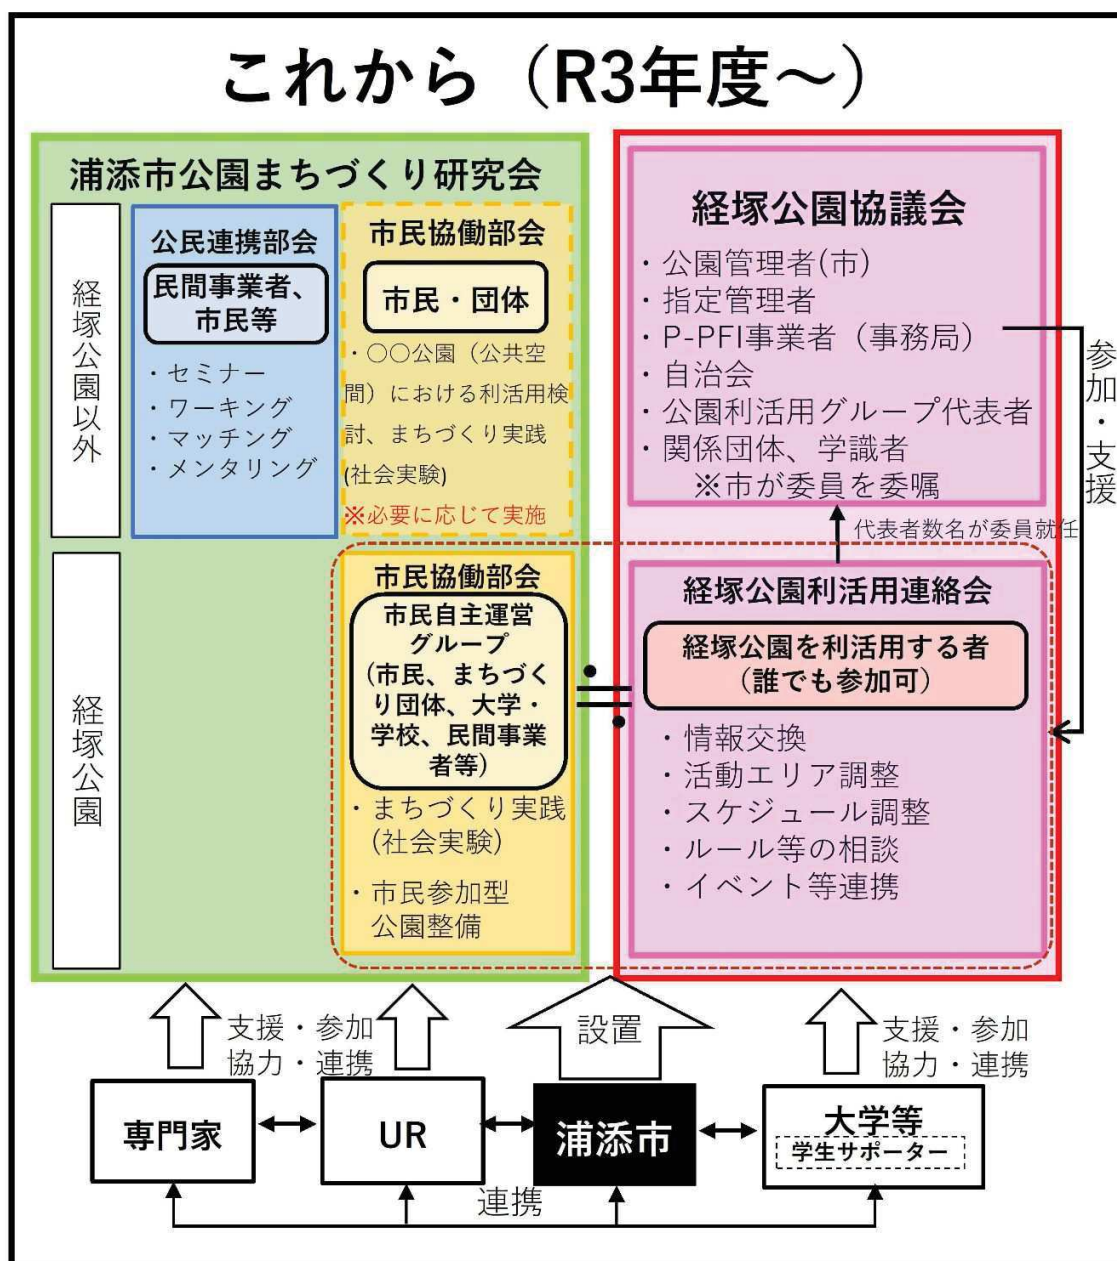 これから（R3年度～）
浦添市公園まちづくり研究会
経塚公園以外
公民連携部会
民間事業者、
市民等
・セミナー
・ワーキング
・マッチング
・メンタリング
市民協働部会
市民・団体
・〇〇公園（公共空
間）における利活用検
討、まちづくり実践
(社会実験)
※必要に応じて実施
経塚公園
市民協働部会
市民自主運営
グループ
(市民、まちづく
り団体、大学・
学校、民間事業
者等)
・まちづくり実践
(社会実験)
・市民参加型
公園整備
≒
経塚公園協議会
・公園管理者(市)
・指定管理者
・P-PFI事業者（事務局）
・自治会
・公園利活用グループ代表者
・関係団体、学識者
※市が委員を委嘱
参加・支援
代表者数名が委員就任
経塚公園利活用連絡会
経塚公園を利活用する者
（誰でも参加可）
・情報交換
・活動エリア調整
・スケジュール調整
・ルール等の相談
・イベント等連携
支援・参加
協力・連携
設置
支援・参加
協力・連携
専門家
UR
浦添市
大学等
学生サポーター
連携